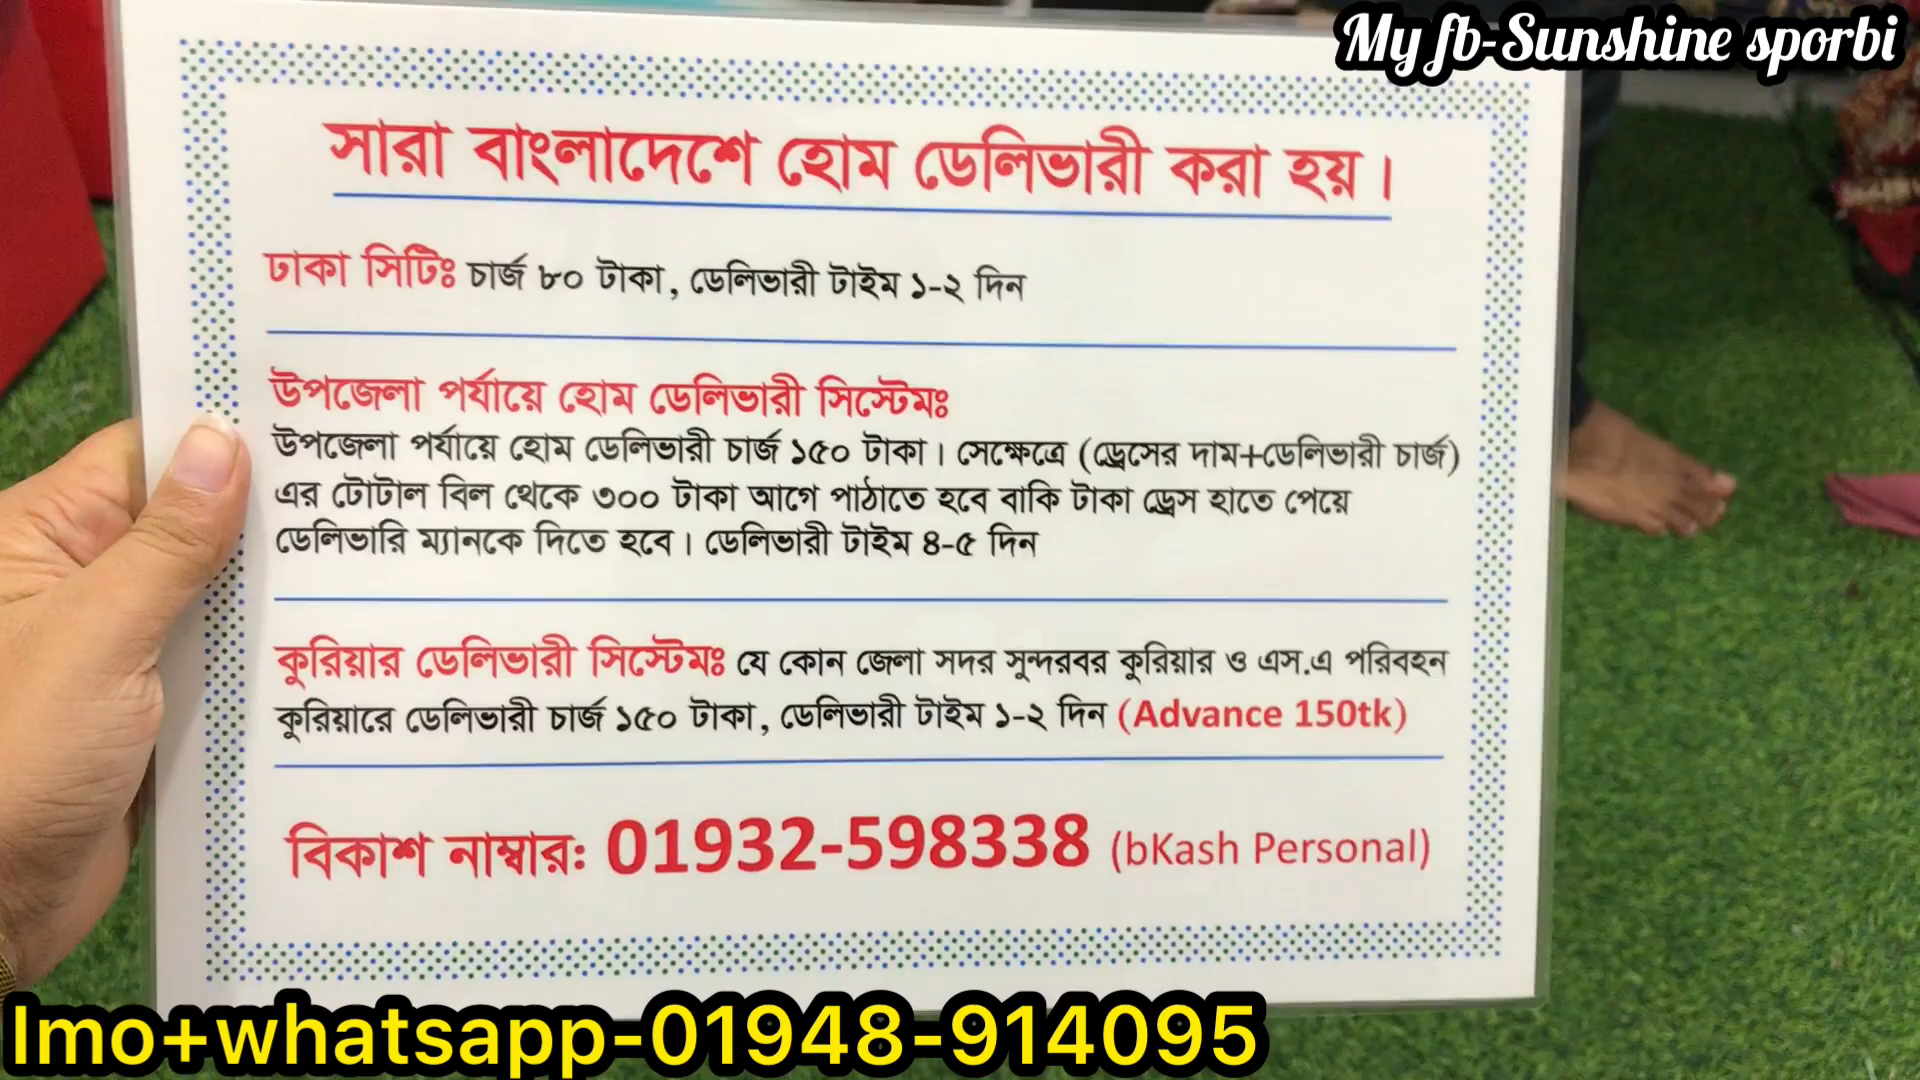 My fb-Sunshine sporbi
সারা বাংলাদেশে হোম ডেলিভারী করা হয়।
ঢাকা সিটিঃ চার্জ ৮০ টাকা, ডেলিভারী টাইম ১-২ দিন
উপজেলা পর্যায়ে হোম ডেলিভারী সিস্টেমঃ
উপজেলা পর্যায়ে হোম ডেলিভারী চার্জ ১৫০ টাকা। সেক্ষেত্রে (ড্রেসের দাম+ডেলিভারী চার্জ)
এর টোটাল বিল থেকে ৩০০ টাকা আগে পাঠাতে হবে বাকি টাকা ড্রেস হাতে পেয়ে
ডেলিভারি ম্যানকে দিতে হবে। ডেলিভারী টাইম ৪-৫ দিন
কুরিয়ার ডেলিভারী সিস্টেমঃ যে কোন জেলা সদর সুন্দরবর কুরিয়ার ও এস.এ পরিবহন
কুরিয়ারে ডেলিভারী চার্জ ১৫০ টাকা, ডেলিভারী টাইম ১-২ দিন (Advance 150tk)
বিকাশ নাম্বার: 01932-598338 (bKash Personal)
Imo+whatsapp-01948-914095